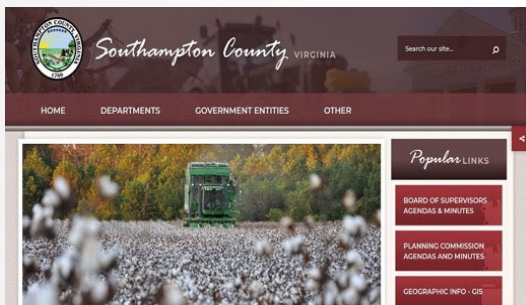 SOUTHAMPTON COUNTY, VIRGINIA
1749
Southampton County VIRGINIA
Search our site...
HOME DEPARTMENTS GOVERNMENT ENTITIES OTHER
Popular LINKS
BOARD OF SUPERVISORS
AGENDAS & MINUTES
PLANNING COMMISSION
AGENDAS AND MINUTES
GEOGRAPHIC INFO - GIS